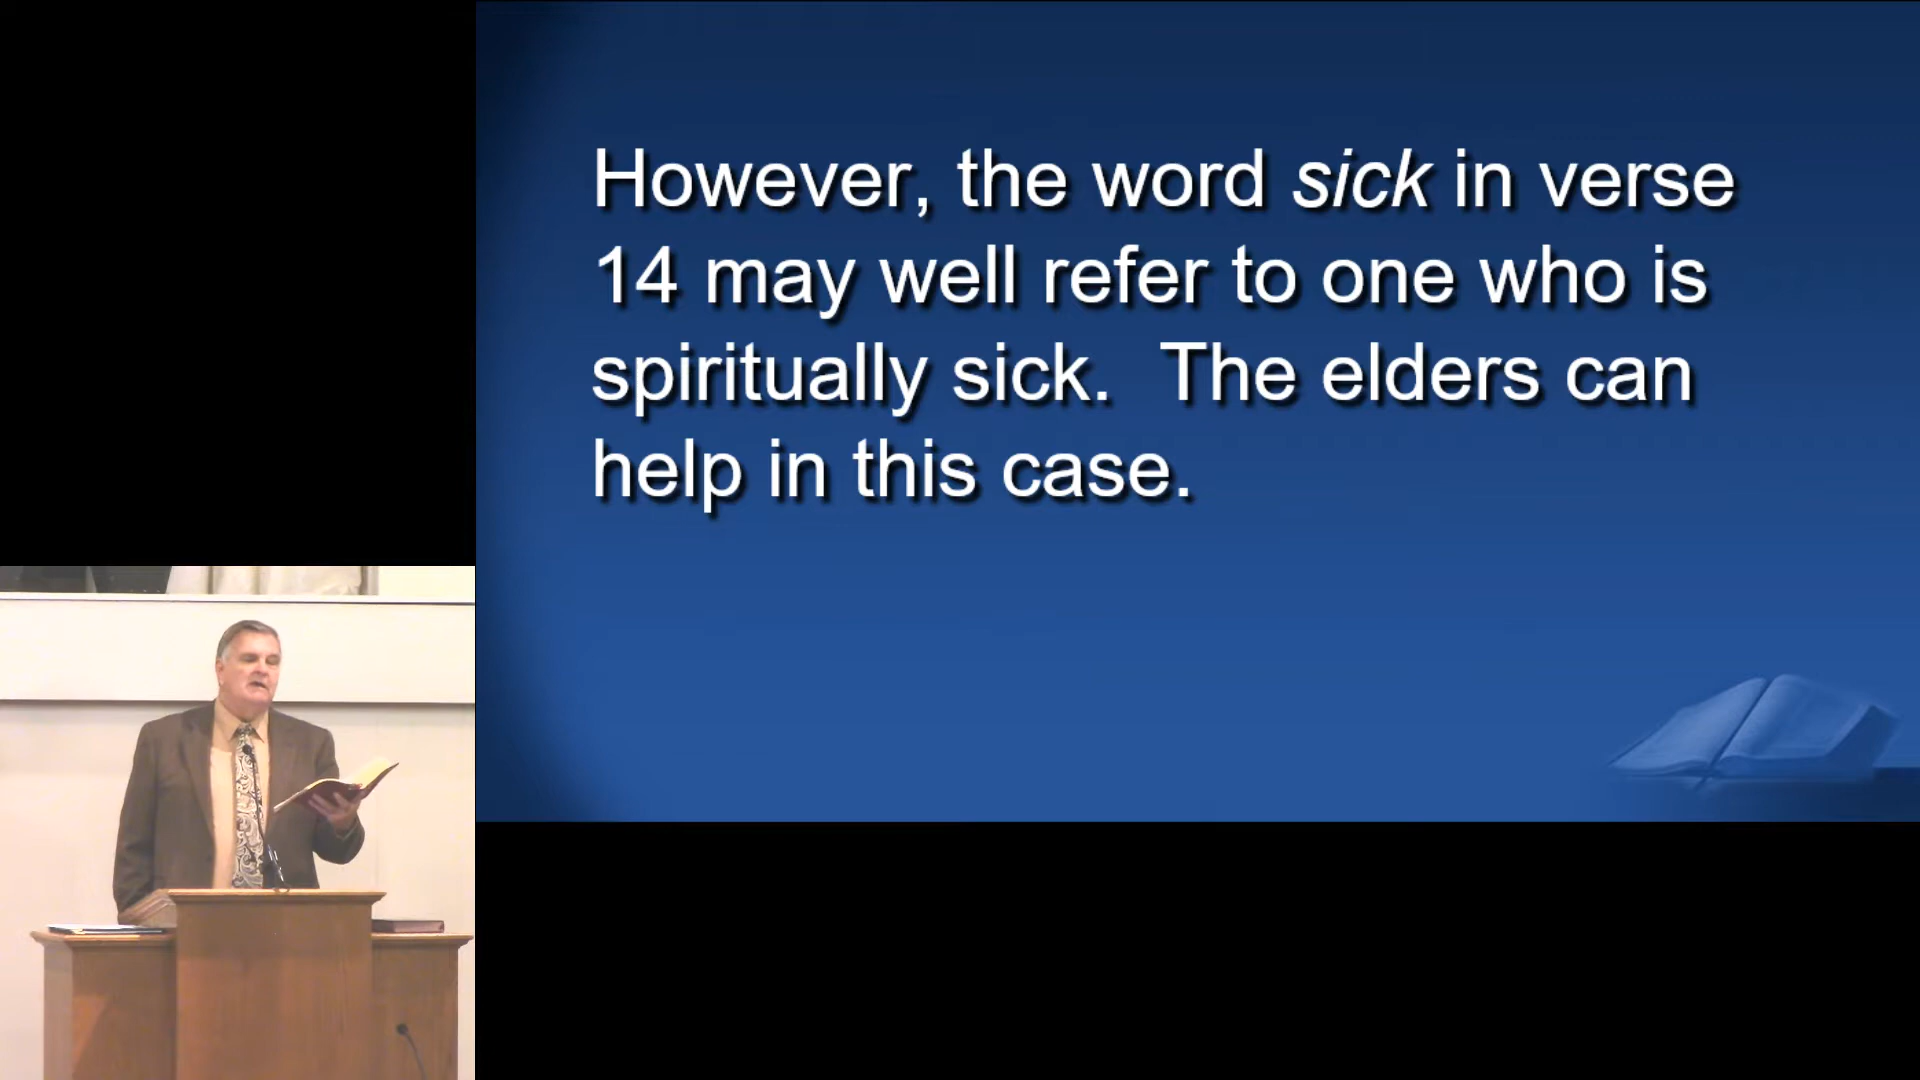 However, the word sick in verse
14 may well refer to one who is
spiritually sick.  The elders can
help in this case.